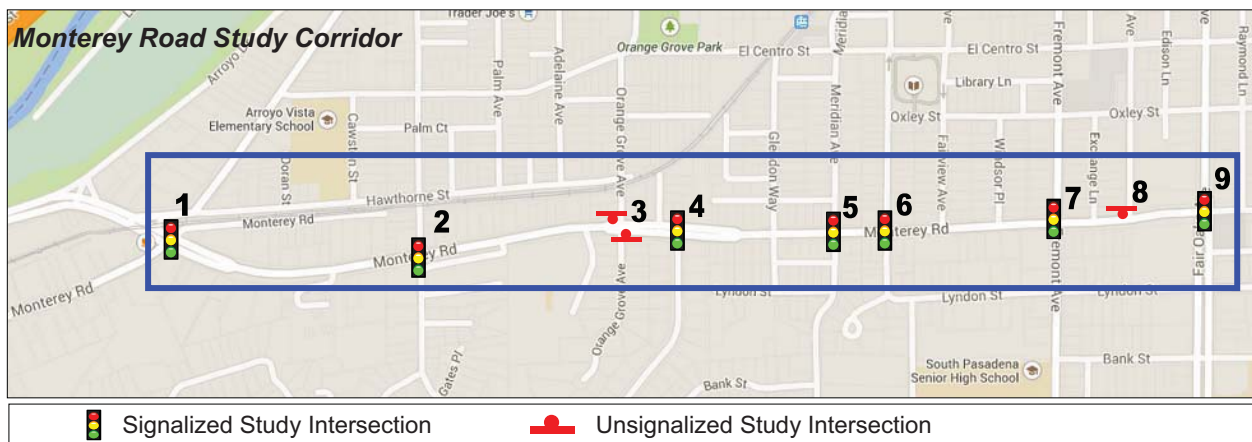 Monterey Road Study Corridor
Trader Joe's
Orange Grove Park
El Centro St
El Centro St
Library Ln
Oxley St
Oxley St
Arroyo Vista
Elementary School
Palm Ct
Cawston St
Doran St
Palm Ave
Adelaine Ave
Orange Grove Ave
Glendon Way
Meridian Ave
Fairview Ave
Windsor Pl
Fremont Ave
Exchange Ln
Ave
Edison Ln
Raymond Ln
Hawthorne St
Monterey Rd
Monterey Rd
Monterey Rd
Monterey Rd
1
2
3
4
5
6
7
8
9
Orange Grove Ave
Gates Pl
Lyndon St
Lyndon St
Lyndon St
Fremont Ave
Fair Oaks
Bank St
Bank St
South Pasadena
Senior High School
Signalized Study Intersection
Unsignalized Study Intersection